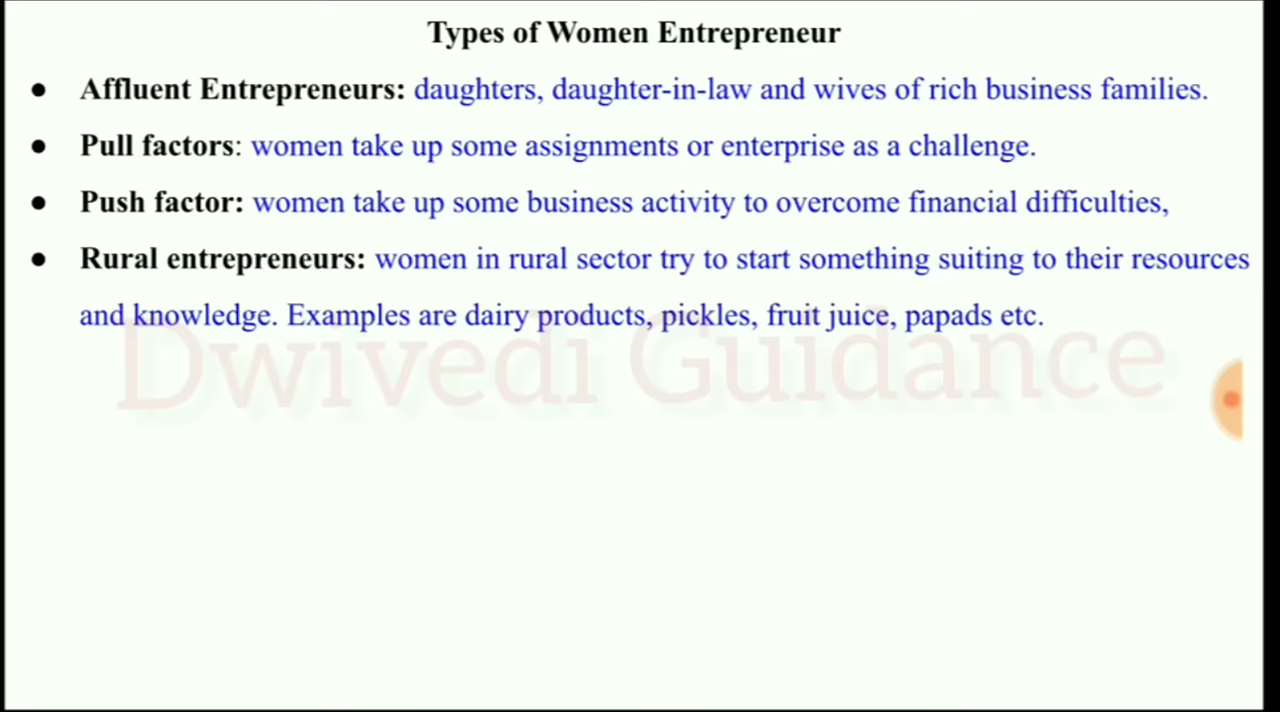 Types of Women Entrepreneur
● Affluent Entrepreneurs: daughters, daughter-in-law and wives of rich business families.
● Pull factors: women take up some assignments or enterprise as a challenge.
● Push factor: women take up some business activity to overcome financial difficulties,
● Rural entrepreneurs: women in rural sector try to start something suiting to their resources
and knowledge. Examples are dairy products, pickles, fruit juice, papads etc.
Dwivedi Guidance